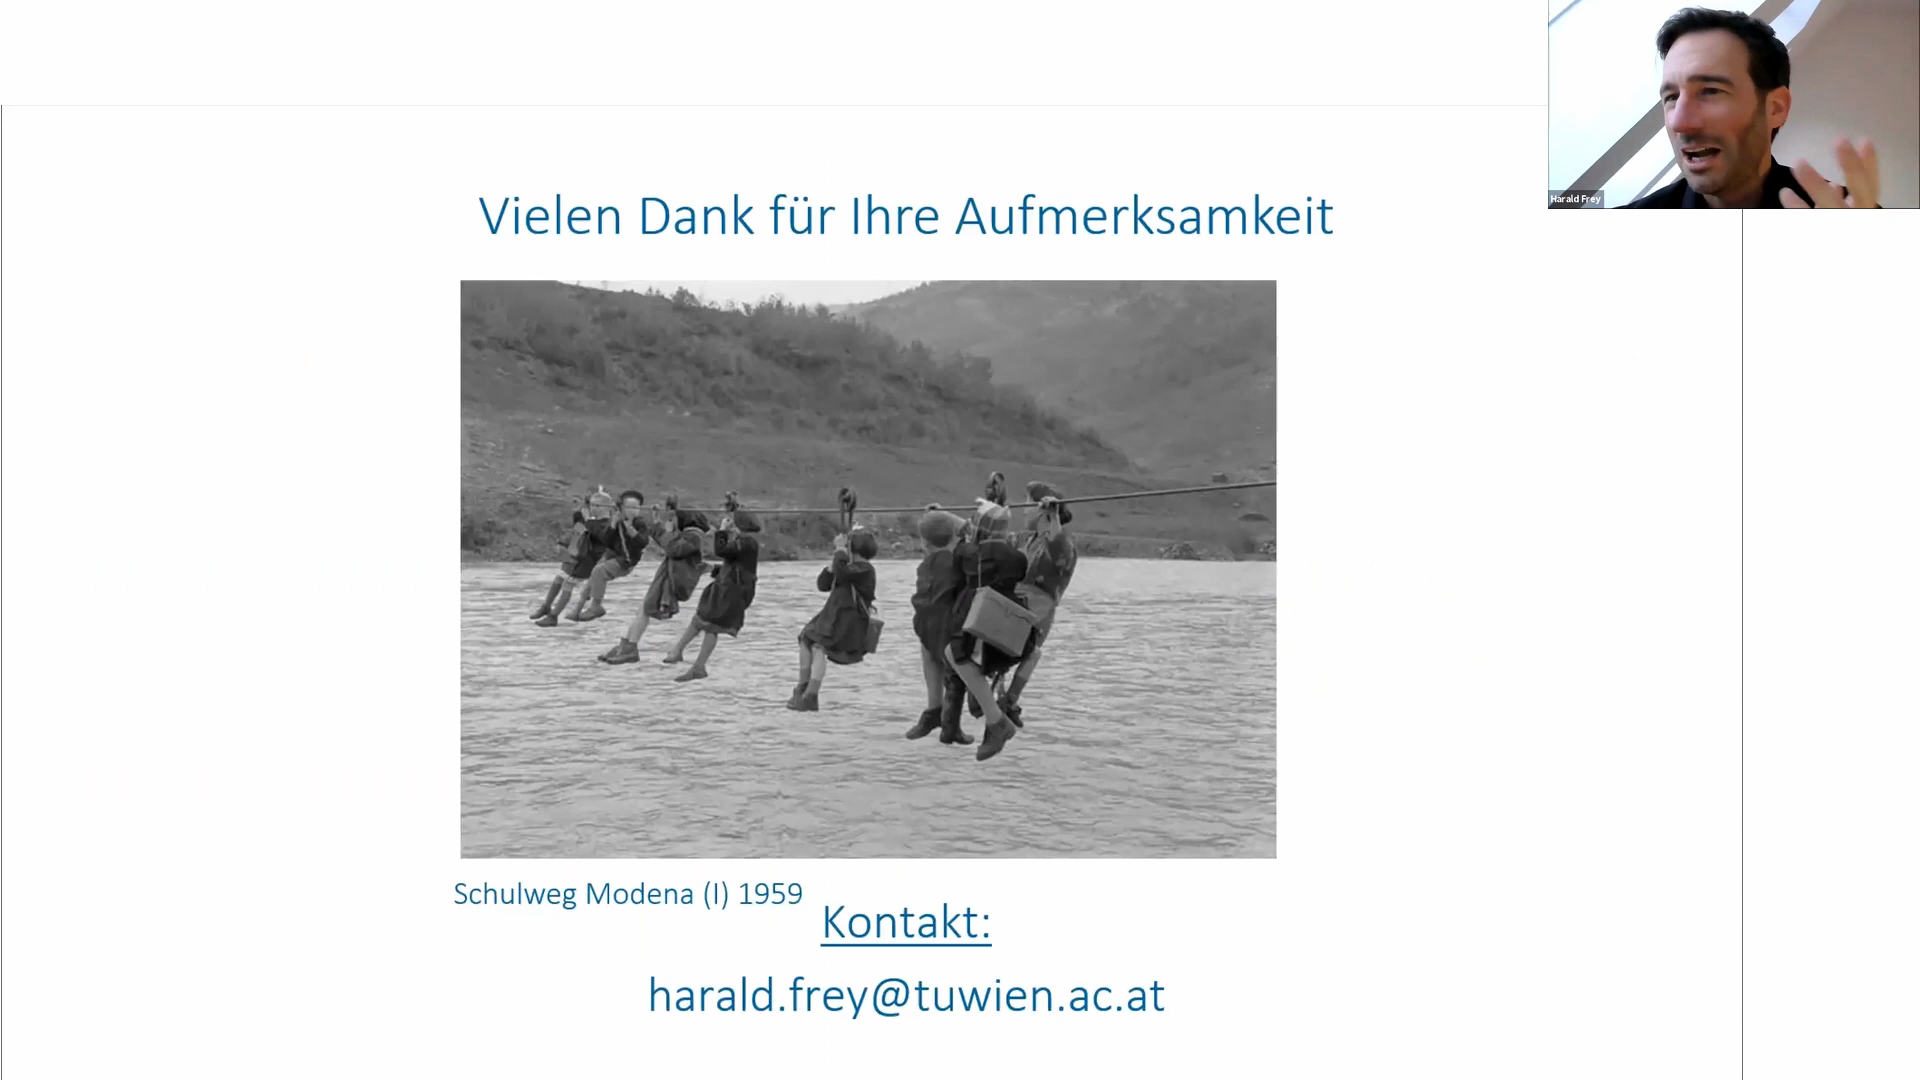 Harald Frey
Vielen Dank für Ihre Aufmerksamkeit
Schulweg Modena (I) 1959
Kontakt:
harald.frey@tuwien.ac.at